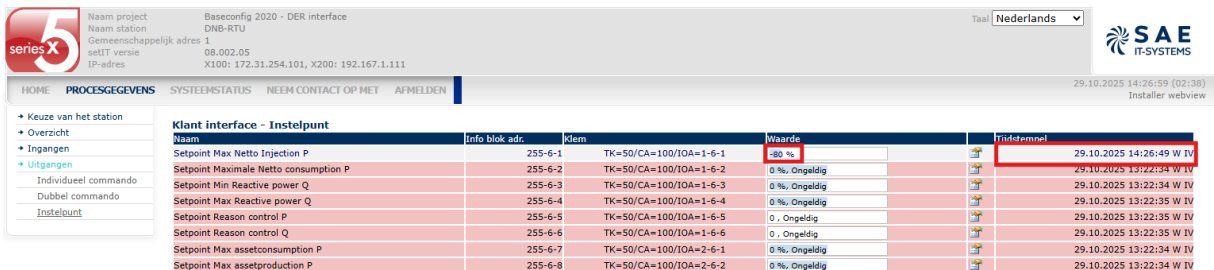 series X 5
Naam project Baseconfig 2020 - DER interface
Naam station DNB-RTU
Gemeenschappelijk adres 1
setIT versie 08.002.05
IP-adres X100: 172.31.254.101, X200: 192.167.1.111
Taal Nederlands
SAE
IT-SYSTEMS
HOME PROCESGEGEVENS SYSTEEMSTATUS NEEM CONTACT OP MET AFMELDEN
29.10.2025 14:26:59 (02:38)
Installer webview
Keuze van het station
Overzicht
Ingangen
Uitgangen
Individueel commando
Dubbel commando
Instelpunt
Klant interface - Instelpunt
Naam Info blok adr. Klem Waarde Tijdstempel
Setpoint Max Netto Injection P 255-6-1 TK=50/CA=100/IOA=1-6-1 -80 % 29.10.2025 14:26:49 W IV
Setpoint Maximale Netto consumption P 255-6-2 TK=50/CA=100/IOA=1-6-2 0 %, Ongeldig 29.10.2025 13:22:34 W IV
Setpoint Min Reactive power Q 255-6-3 TK=50/CA=100/IOA=1-6-3 0 %, Ongeldig 29.10.2025 13:22:34 W IV
Setpoint Max Reactive power Q 255-6-4 TK=50/CA=100/IOA=1-6-4 0 %, Ongeldig 29.10.2025 13:22:35 W IV
Setpoint Reason control P 255-6-5 TK=50/CA=100/IOA=1-6-5 0 , Ongeldig 29.10.2025 13:22:35 W IV
Setpoint Reason control Q 255-6-6 TK=50/CA=100/IOA=1-6-6 0 , Ongeldig 29.10.2025 13:22:35 W IV
Setpoint Max assetconsumption P 255-6-7 TK=50/CA=100/IOA=2-6-1 0 %, Ongeldig 29.10.2025 13:22:34 W IV
Setpoint Max assetproduction P 255-6-8 TK=50/CA=100/IOA=2-6-2 0 %, Ongeldig 29.10.2025 13:22:34 W IV